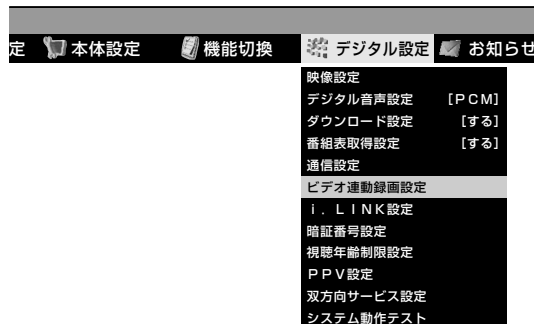 定 本体設定 機能切換 デジタル設定 お知らせ
映像設定
デジタル音声設定 [PCM]
ダウンロード設定 [する]
番組表取得設定 [する]
通信設定
ビデオ連動録画設定
i．LINK設定
暗証番号設定
視聴年齢制限設定
PPV設定
双方向サービス設定
システム動作テスト